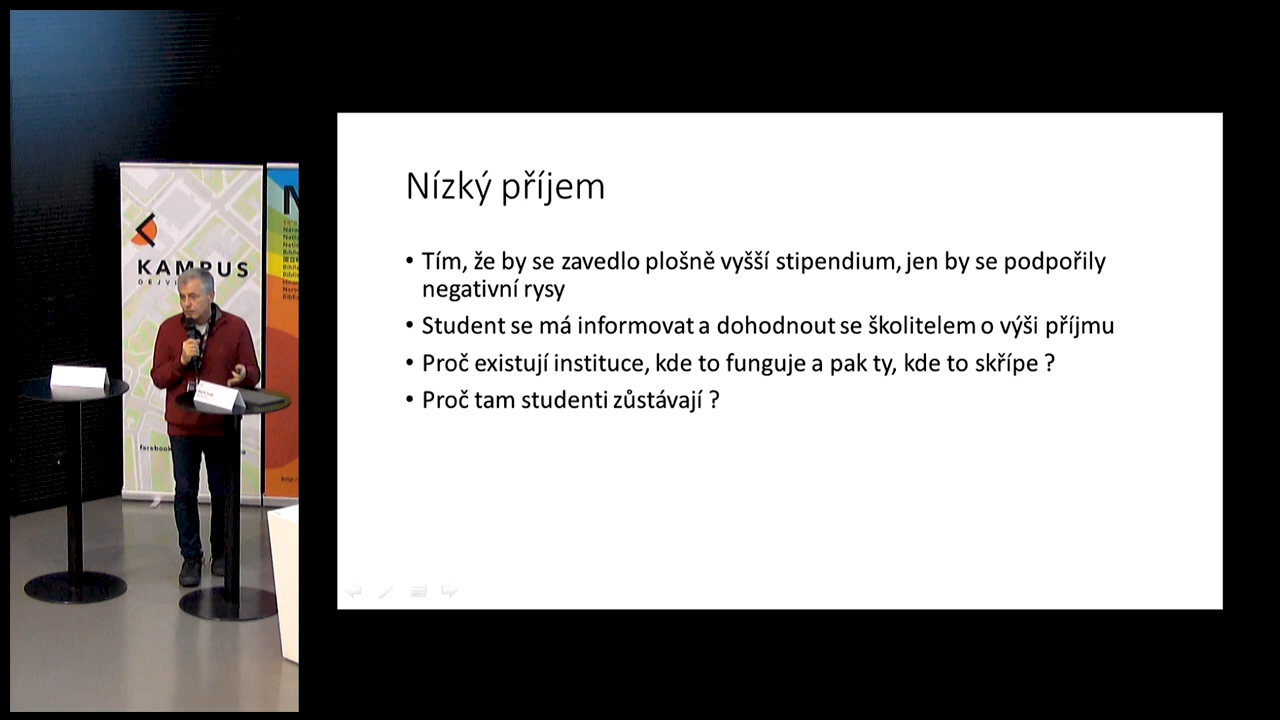 KAMPUS
Nízký příjem
• Tím, že by se zavedlo plošně vyšší stipendium, jen by se podpořily
negativní rysy
• Student se má informovat a dohodnout se školitelem o výši příjmu
• Proč existují instituce, kde to funguje a pak ty, kde to skřípe ?
• Proč tam studenti zůstávají ?